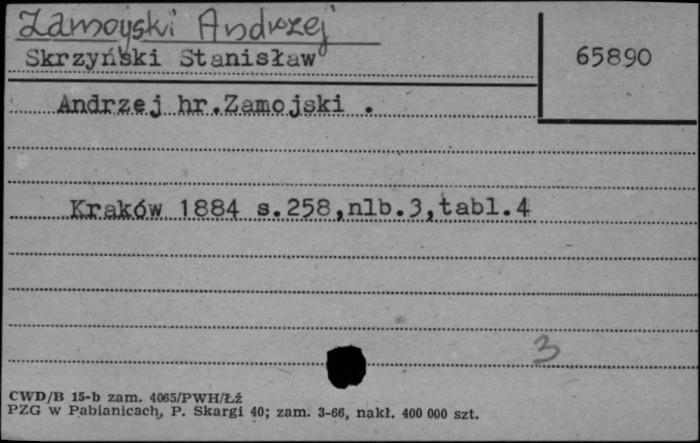 Zamoyski Andrzej
Skrzyński Stanisław
65890
Andrzej hr.Zamojski .
Kraków 1884 s.258,nlb.3,tabl.4
3
CWD/B 15-b zam. 4065/PWH/Łź
PZG w Pabianicach, P. Skargi 40; zam. 3-66, nakł. 400 000 szt.